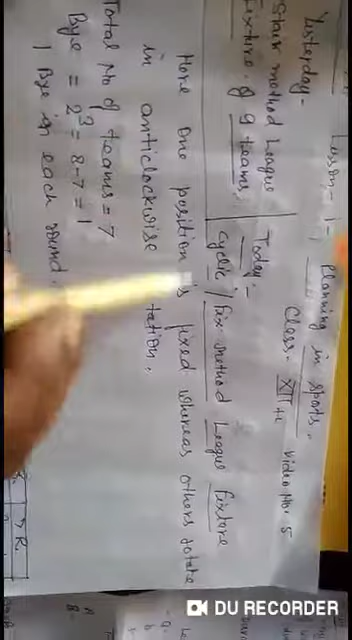 Lesson - 1 - Planning in sports.
Class:- XII th Video No. 5
Yesterday-
Stair method League
fixture of 9 teams.
Today:-
Cyclic / fix method League fixture
Here one position is fixed whereas others rotate
in anticlockwise tation.
Total No of teams = 7
Bye = 2³ = 8-7 = 1
1 Bye in each round.
DU RECORDER